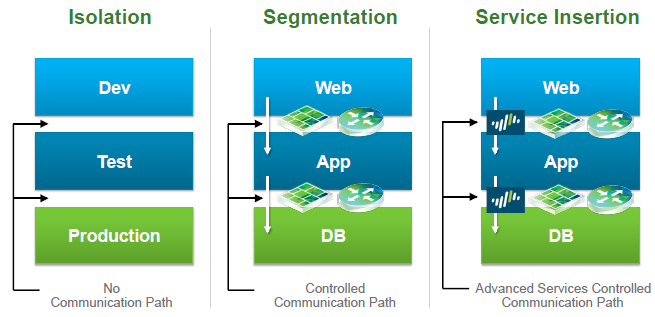 Isolation
Dev
Test
Production
No
Communication Path
Segmentation
Web
App
DB
Controlled
Communication Path
Service Insertion
Web
App
DB
Advanced Services Controlled
Communication Path